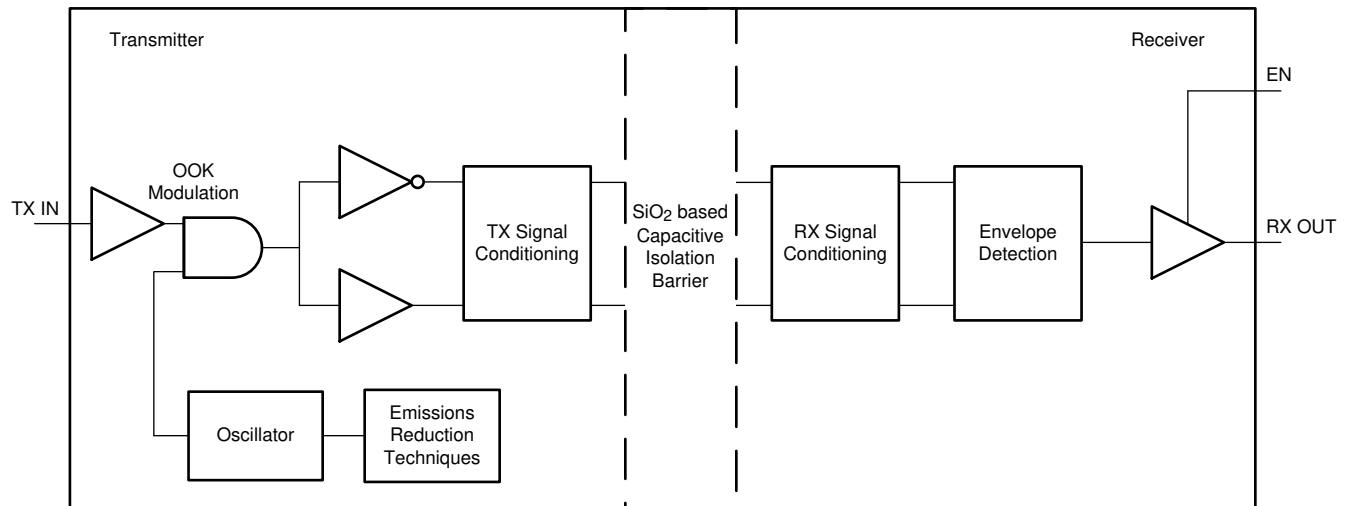 Transmitter
Receiver
EN
OOK
Modulation
TX IN
TX Signal
Conditioning
SiO2 based
Capacitive
Isolation
Barrier
RX Signal
Conditioning
Envelope
Detection
RX OUT
Oscillator
Emissions
Reduction
Techniques